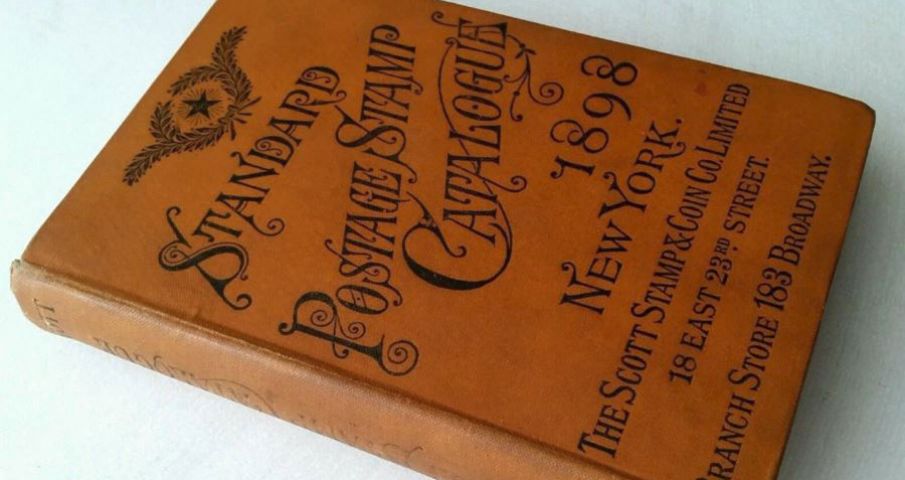 STANDARD
POSTAGE STAMP
CATALOGUE
1898
NEW YORK.
THE SCOTT STAMP & COIN CO. LIMITED
18 EAST 23RD STREET.
BRANCH STORE 183 BROADWAY.